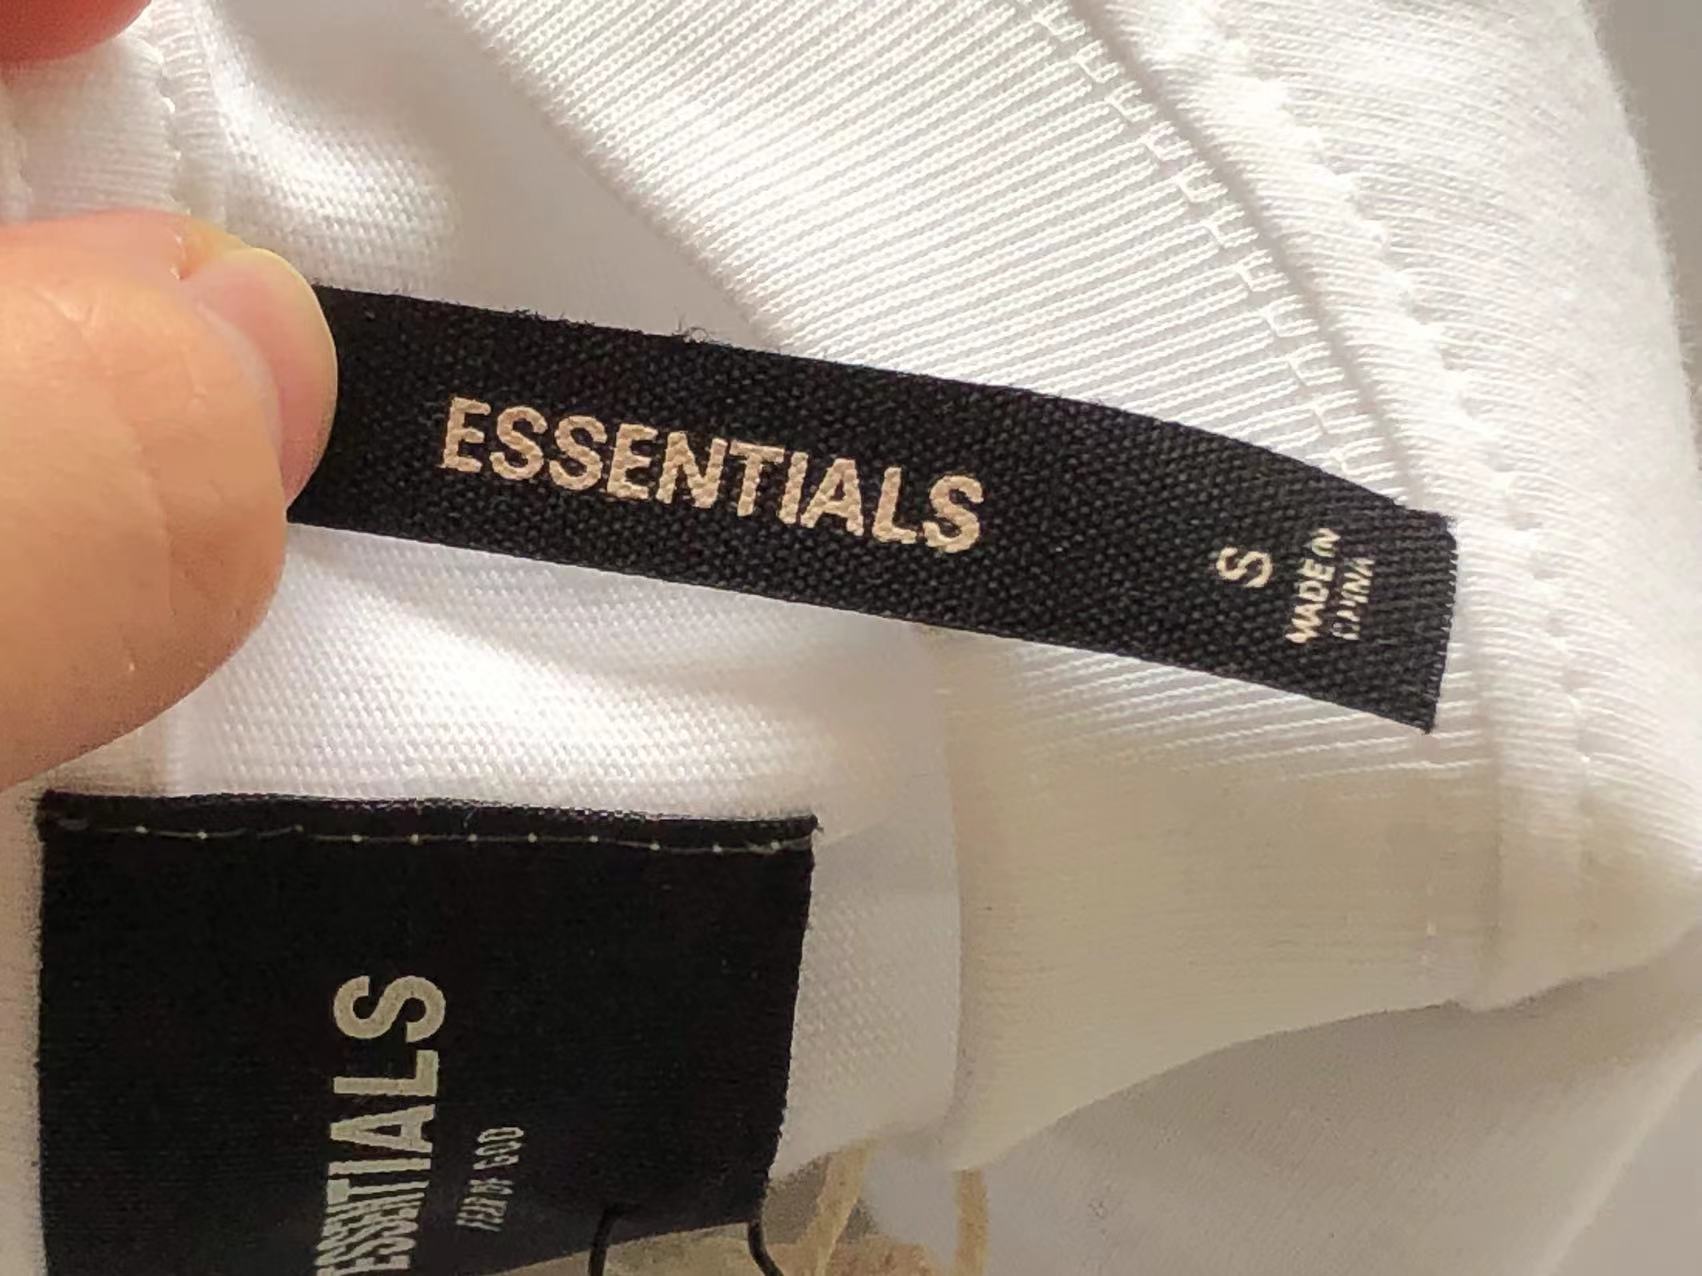 ESSENTIALS
S
MADE IN
CHINA
ESSENTIALS
FEAR OF GOD